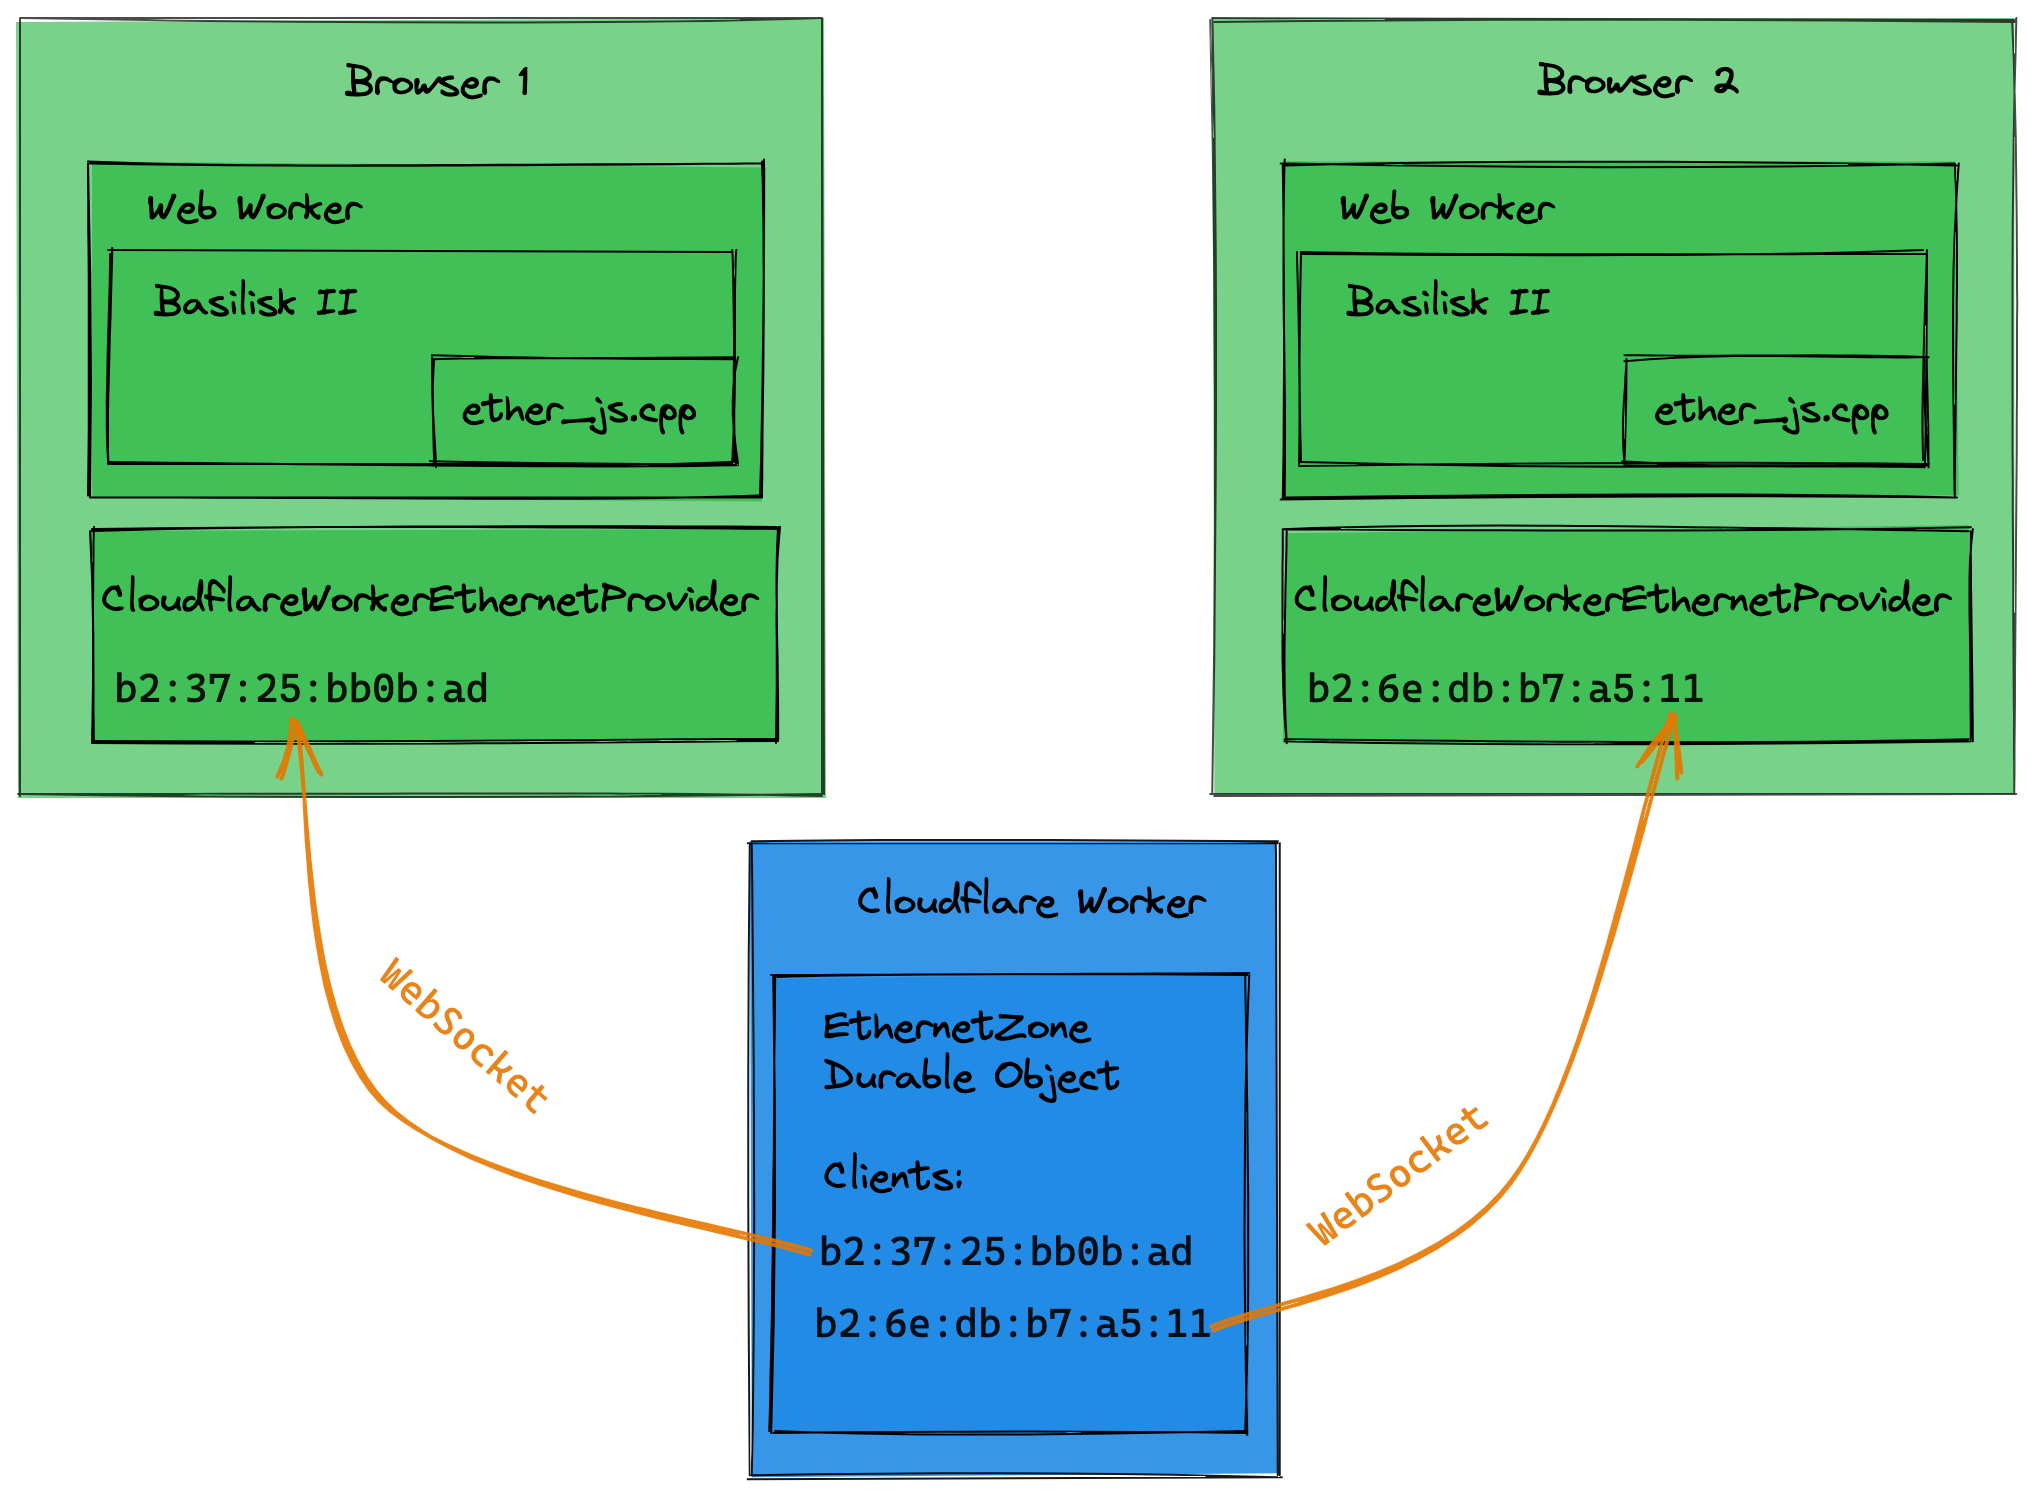 Browser 1
Web Worker
Basilisk II
ether_js.cpp
CloudflareWorkerEthernetProvider
b2:37:25:bb0b:ad
Browser 2
Web Worker
Basilisk II
ether_js.cpp
CloudflareWorkerEthernetProvider
b2:6e:db:b7:a5:11
WebSocket
Cloudflare Worker
EthernetZone
Durable Object
Clients:
b2:37:25:bb0b:ad
b2:6e:db:b7:a5:11
WebSocket